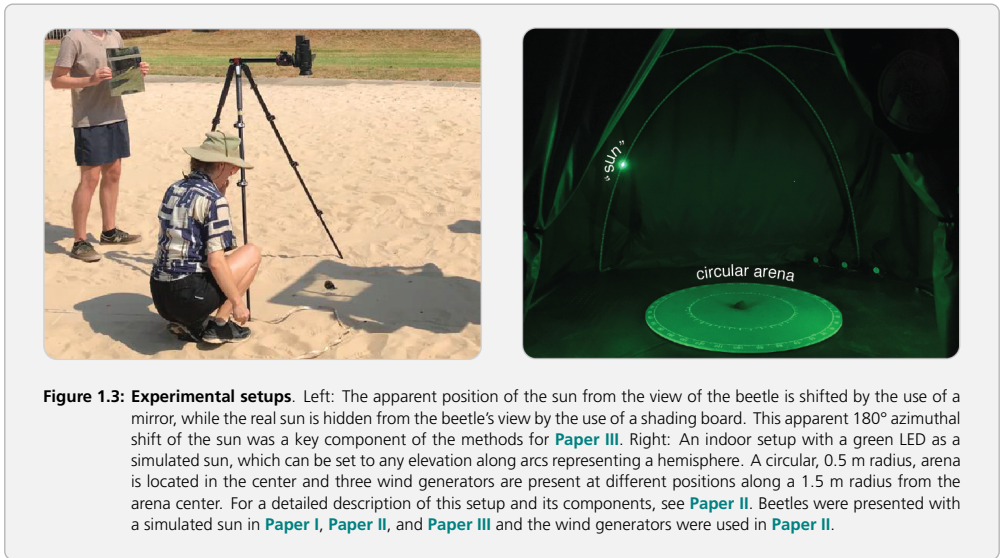 "sun"
circular arena
Figure 1.3: Experimental setups. Left: The apparent position of the sun from the view of the beetle is shifted by the use of a
mirror, while the real sun is hidden from the beetle's view by the use of a shading board. This apparent 180° azimuthal
shift of the sun was a key component of the methods for Paper III. Right: An indoor setup with a green LED as a
simulated sun, which can be set to any elevation along arcs representing a hemisphere. A circular, 0.5 m radius, arena
is located in the center and three wind generators are present at different positions along a 1.5 m radius from the
arena center. For a detailed description of this setup and its components, see Paper II. Beetles were presented with
a simulated sun in Paper I, Paper II, and Paper III and the wind generators were used in Paper II.